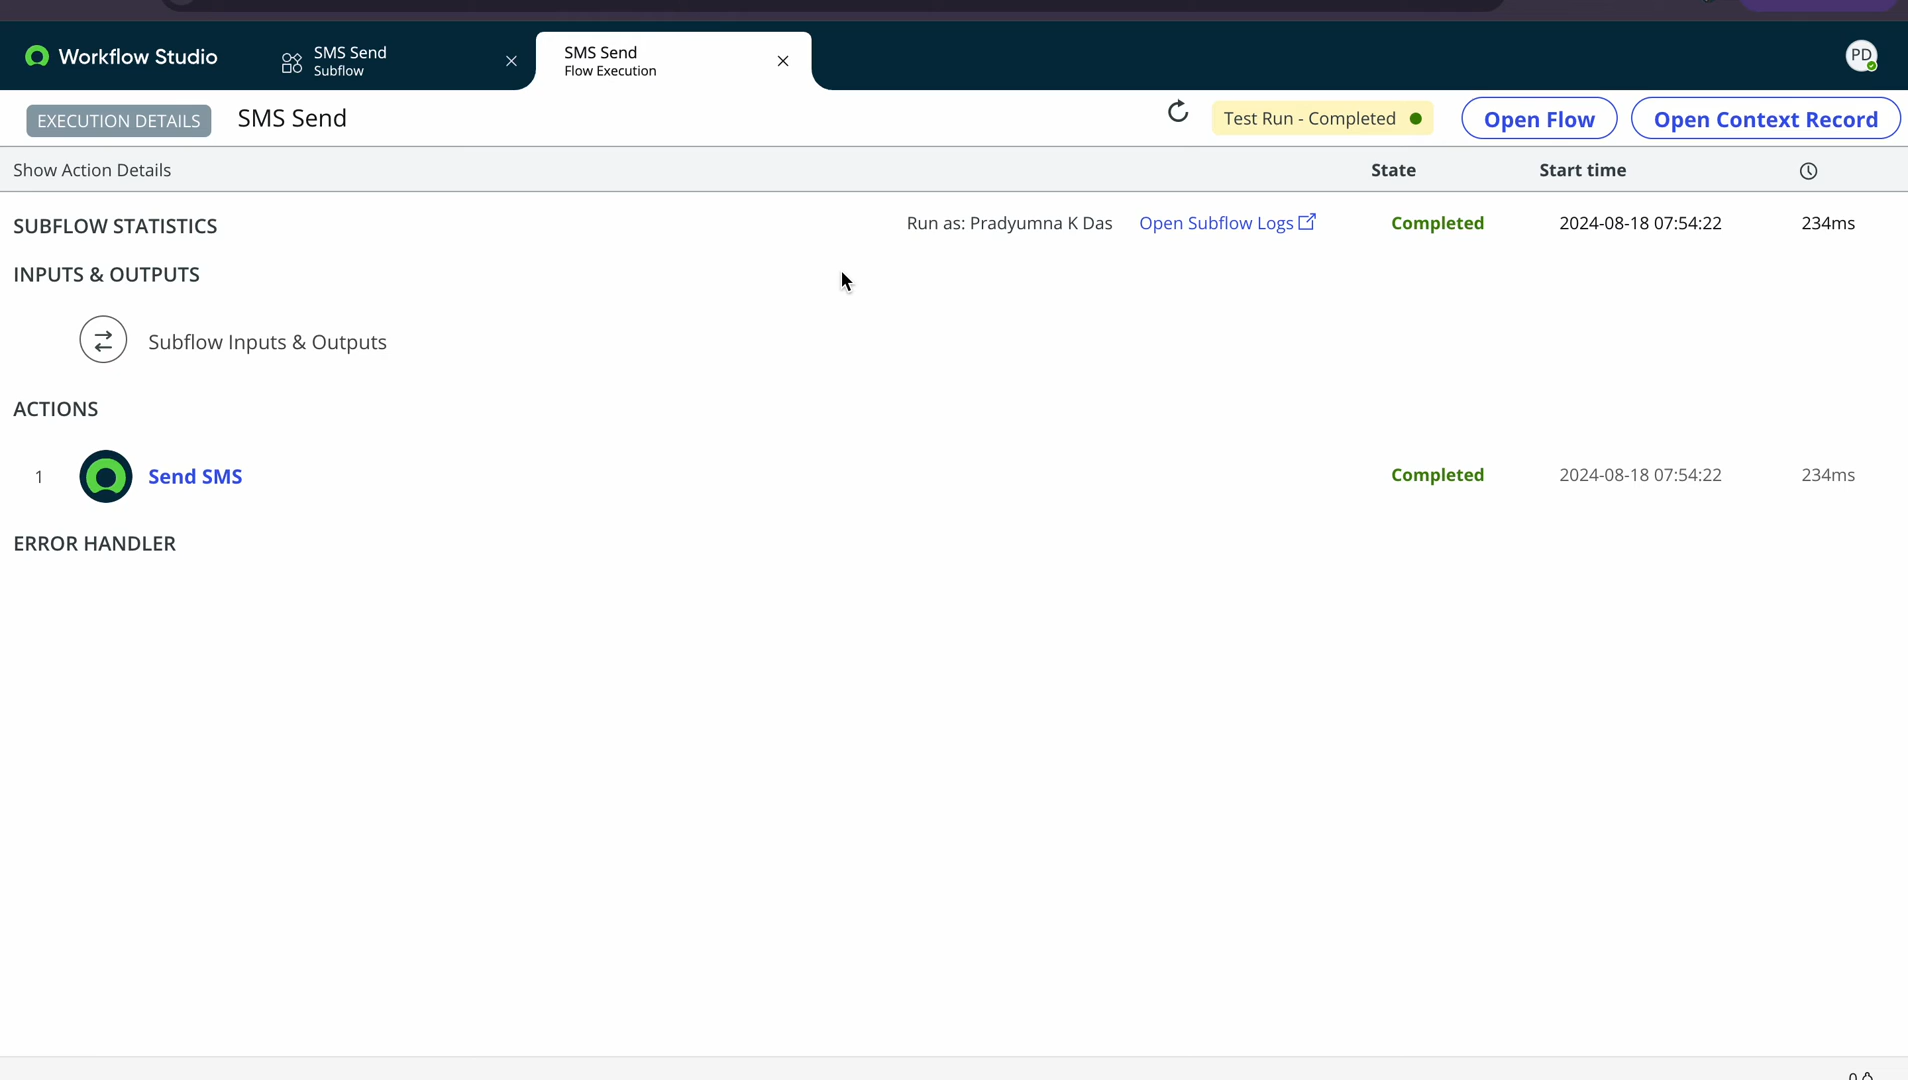 Workflow Studio
SMS Send
Subflow
SMS Send
Flow Execution
PD
EXECUTION DETAILS
SMS Send
Test Run - Completed
Open Flow
Open Context Record
Show Action Details
State
Start time
SUBFLOW STATISTICS
Run as: Pradyumna K Das
Open Subflow Logs
Completed
2024-08-18 07:54:22
234ms
INPUTS & OUTPUTS
Subflow Inputs & Outputs
ACTIONS
1
Send SMS
Completed
2024-08-18 07:54:22
234ms
ERROR HANDLER